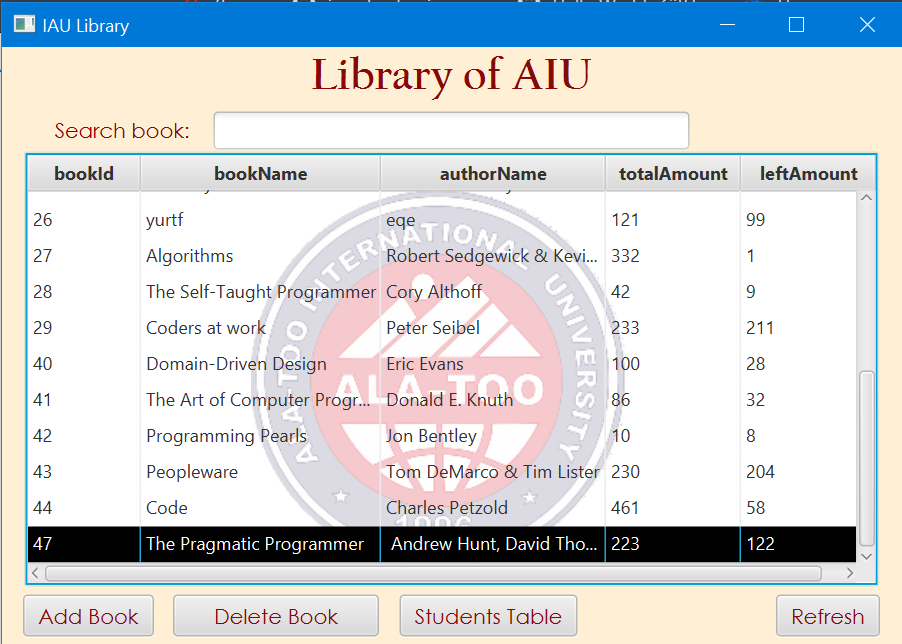 IAU Library
Library of AIU
Search book:
bookId bookName authorName totalAmount leftAmount
26 yurtf eqe 121 99
27 Algorithms Robert Sedgewick & Kevi... 332 1
28 The Self-Taught Programmer Cory Althoff 42 9
29 Coders at work Peter Seibel 233 211
40 Domain-Driven Design Eric Evans 100 28
41 The Art of Computer Progr... Donald E. Knuth 86 32
42 Programming Pearls Jon Bentley 10 8
43 Peopleware Tom DeMarco & Tim Lister 230 204
44 Code Charles Petzold 461 58
47 The Pragmatic Programmer Andrew Hunt, David Tho... 223 122
ALA-TOO INTERNATIONAL UNIVERSITY
ALA-TOO
1996
Add Book Delete Book Students Table Refresh